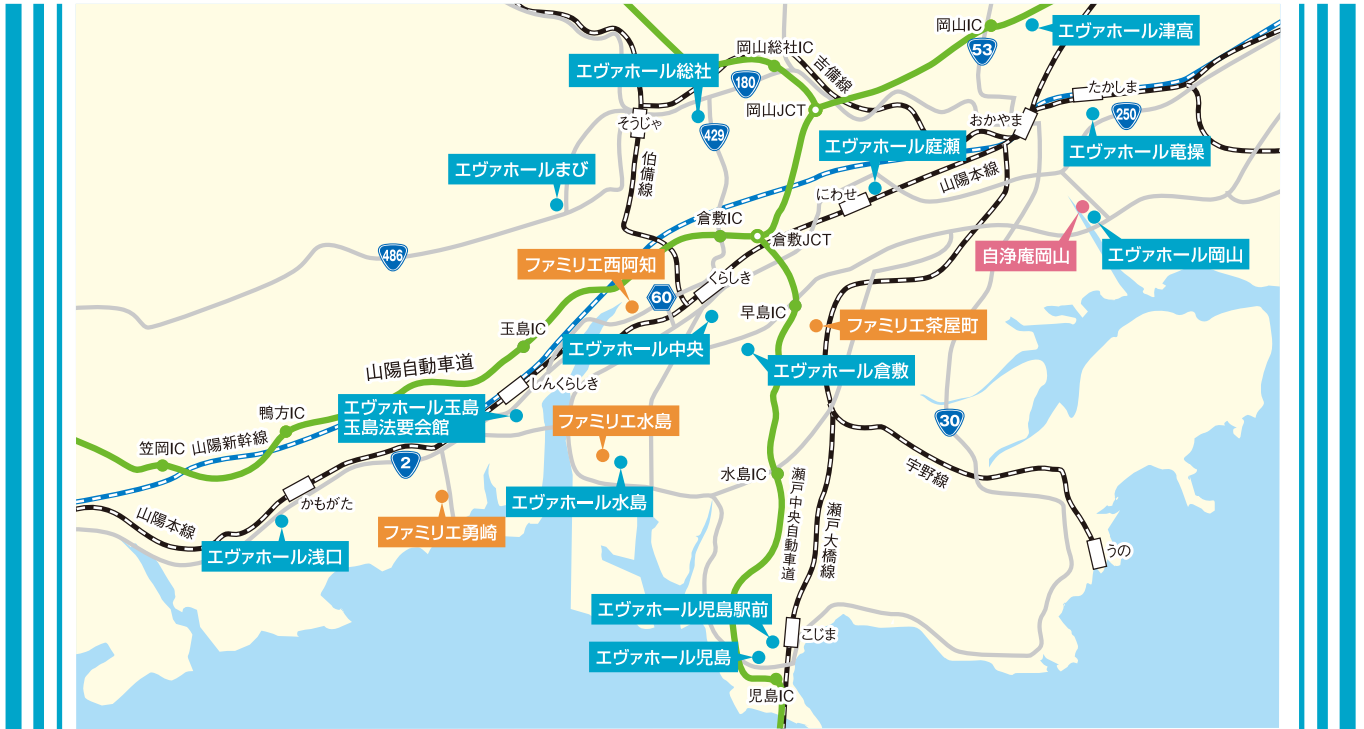 岡山IC
エヴァホール津高
53
岡山総社IC
吉備線
エヴァホール総社
180
たかしま
岡山JCT
250
そうじゃ
おかやま
429
エヴァホール庭瀬
エヴァホール竜操
伯備線
エヴァホールまび
山陽本線
にわせ
倉敷IC
倉敷JCT
自浄庵岡山
エヴァホール岡山
486
ファミリエ西阿知
くらしき
60
早島IC
ファミリエ茶屋町
玉島IC
エヴァホール中央
山陽自動車道
エヴァホール倉敷
しんくらしき
エヴァホール玉島
玉島法要会館
鴨方IC
ファミリエ水島
30
笠岡IC
山陽新幹線
2
水島IC
瀬戸中央自動車道
宇野線
かもがた
エヴァホール水島
瀬戸大橋線
山陽本線
ファミリエ勇崎
エヴァホール浅口
うの
エヴァホール児島駅前
こじま
エヴァホール児島
児島IC